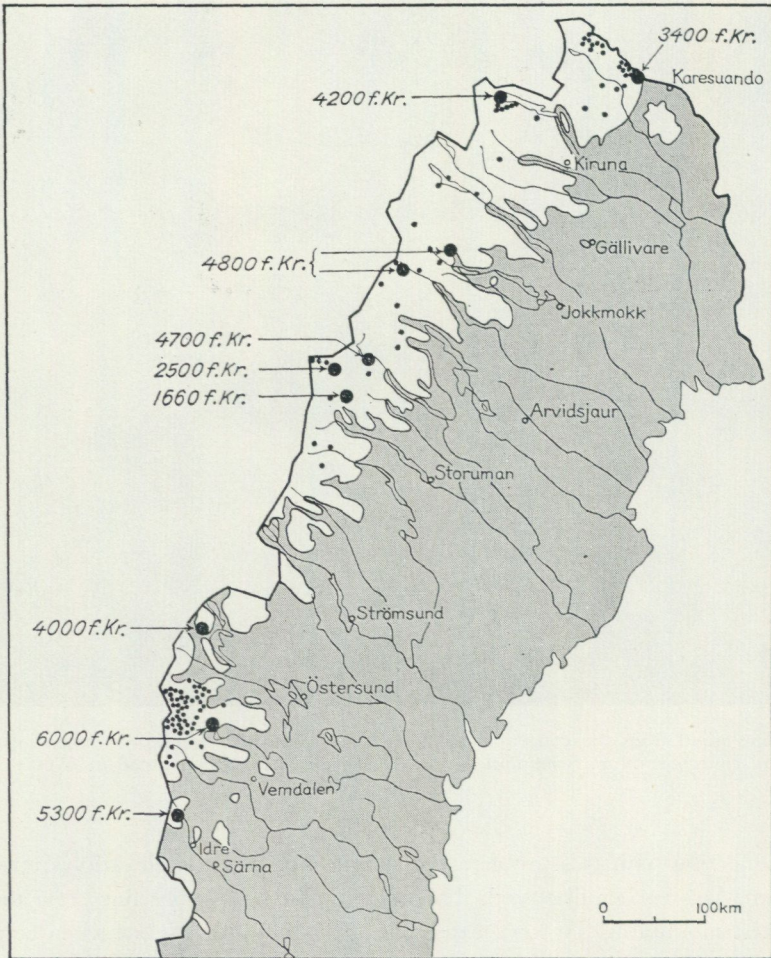 3400 f.Kr.
Karesuando
4200 f.Kr.
Kiruna
Gällivare
4800 f.Kr.
Jokkmokk
4700 f.Kr.
2500 f.Kr.
1660 f.Kr.
Arvidsjaur
Storuman
4000 f.Kr.
Strömsund
Östersund
6000 f.Kr.
Vemdalen
5300 f.Kr.
Idre
Särna
0 100km